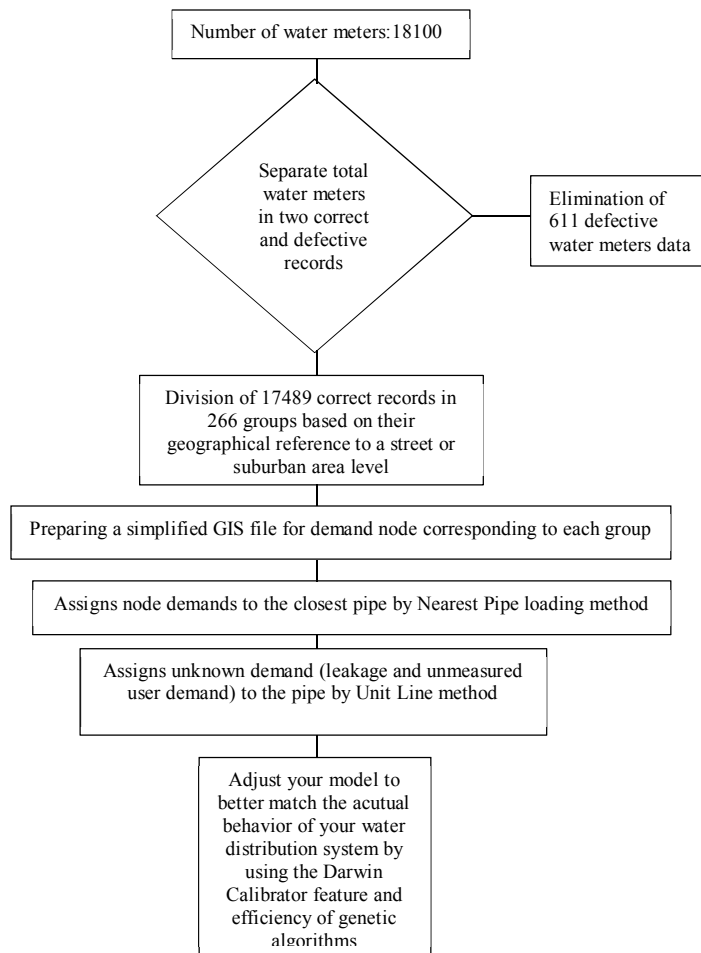 Number of water meters:18100
Separate total
water meters
in two correct
and defective
records
Elimination of
611 defective
water meters data
Division of 17489 correct records in
266 groups based on their
geographical reference to a street or
suburban area level
Preparing a simplified GIS file for demand node corresponding to each group
Assigns node demands to the closest pipe by Nearest Pipe loading method
Assigns unknown demand (leakage and unmeasured
user demand) to the pipe by Unit Line method
Adjust your model to
better match the acutual
behavior of your water
distribution system by
using the Darwin
Calibrator feature and
efficiency of genetic
algorithms